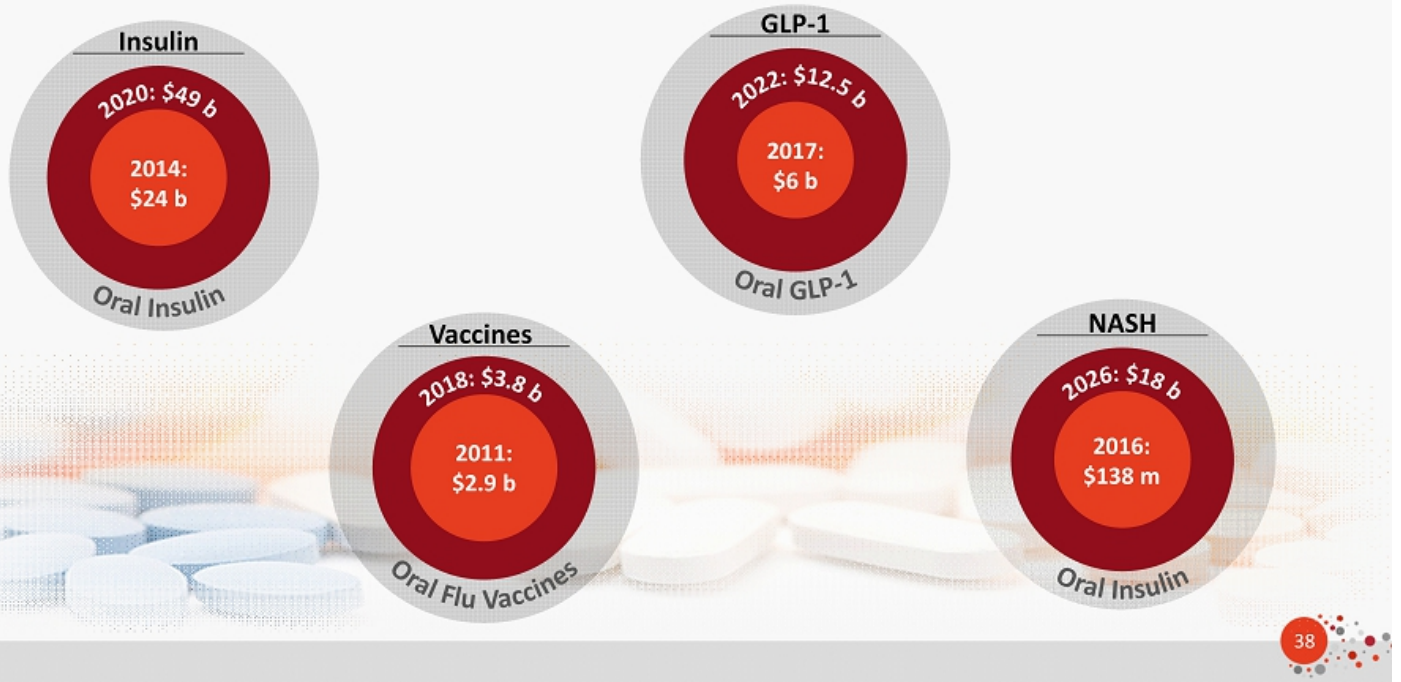 Insulin
2020: $49 b
2014:
$24 b
Oral Insulin
GLP-1
2022: $12.5 b
2017:
$6 b
Oral GLP-1
Vaccines
2018: $3.8 b
2011:
$2.9 b
Oral Flu Vaccines
NASH
2026: $18 b
2016:
$138 m
Oral Insulin
38